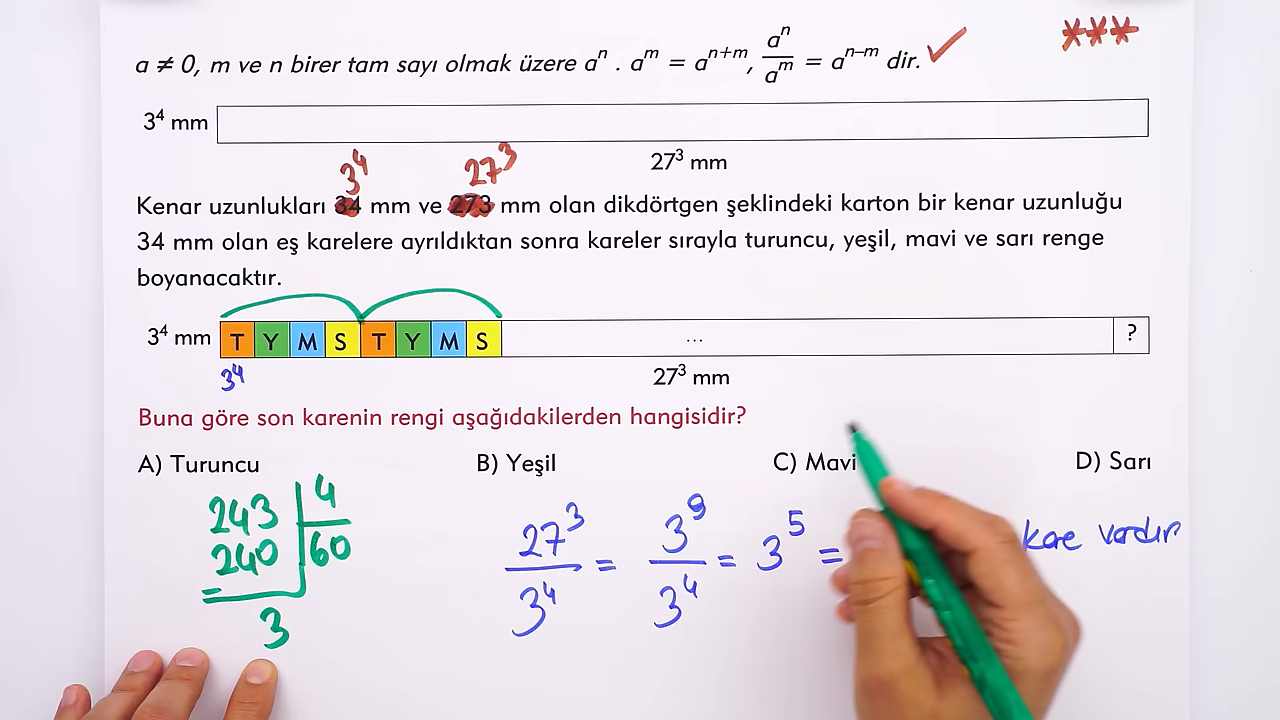 a ≠ 0, m ve n birer tam sayı olmak üzere aⁿ . aᵐ = aⁿ⁺ᵐ, aⁿ/aᵐ = aⁿ⁻ᵐ dir. ✓ ***
3⁴ mm
27³ mm
3⁴ 27³
Kenar uzunlukları 34 mm ve 273 mm olan dikdörtgen şeklindeki karton bir kenar uzunluğu
34 mm olan eş karelere ayrıldıktan sonra kareler sırayla turuncu, yeşil, mavi ve sarı renge
boyanacaktır.
3⁴ mm T Y M S T Y M S ... ?
3⁴ 27³ mm
Buna göre son karenin rengi aşağıdakilerden hangisidir?
A) Turuncu B) Yeşil C) Mavi D) Sarı
243 4
240 60
3
27³/3⁴ = 3⁹/3⁴ = 3⁵ = kare vardır